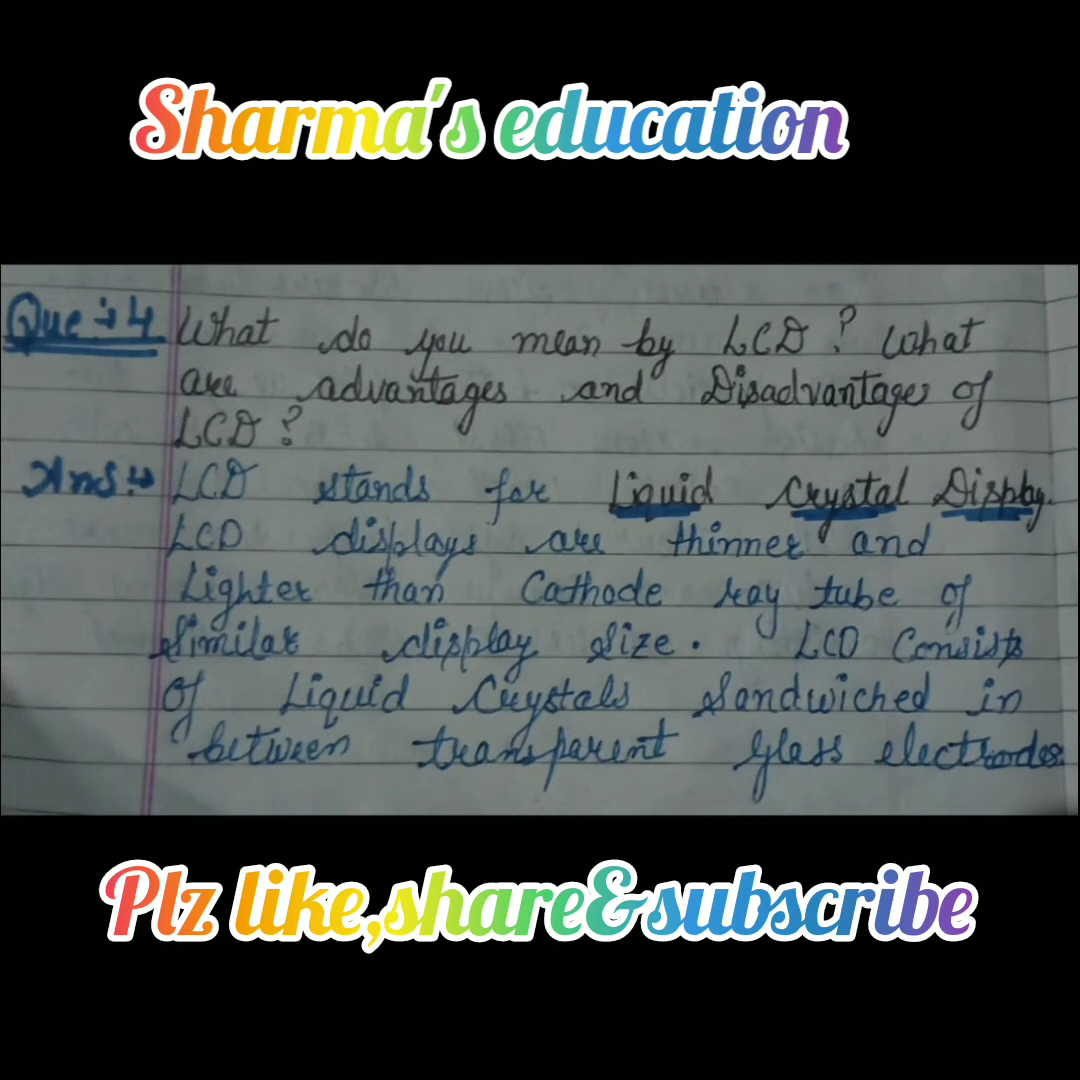 Sharma's education
Que:→4 What do you mean by LCD? What
are advantages and Disadvantages of
LCD?
Ans:→ LCD stands for Liquid Crystal Display.
LCD displays are thinner and
Lighter than Cathode ray tube of
Similar display Size. LCD Consists
Of Liquid Crystals Sandwiched in
between transparent glass electrodes.
Plz like,share&subscribe